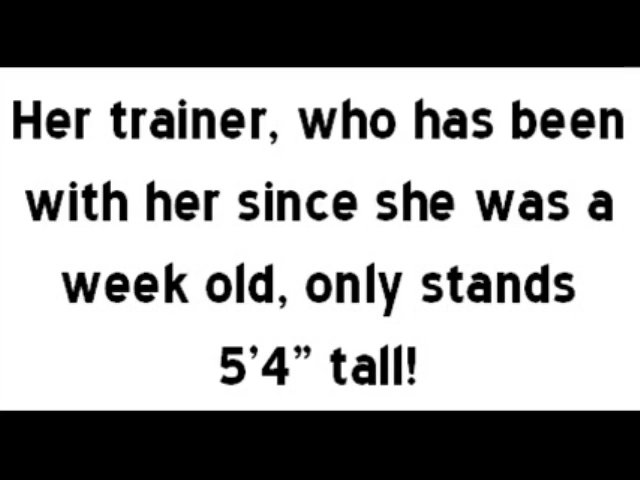 Her trainer, who has been
with her since she was a
week old, only stands
5’4” tall!